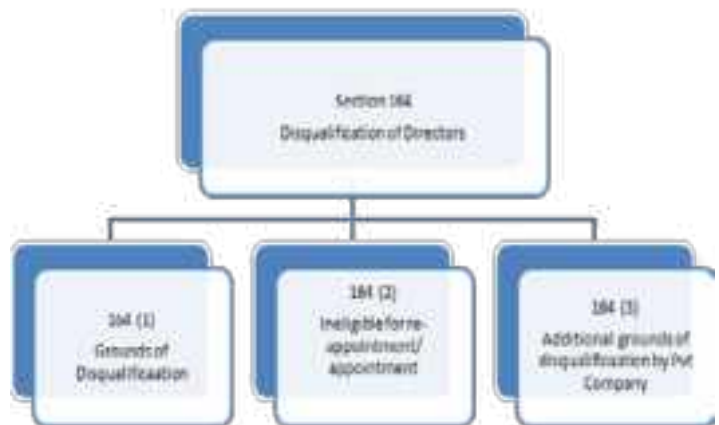 Section 164
Disqualification of Directors
164 (1)
Grounds of
Disqualificaation
164 (2)
Ineligible for re-
appointment/
appointment
164 (3)
Additional grounds of
disqualification by Pvt
Company